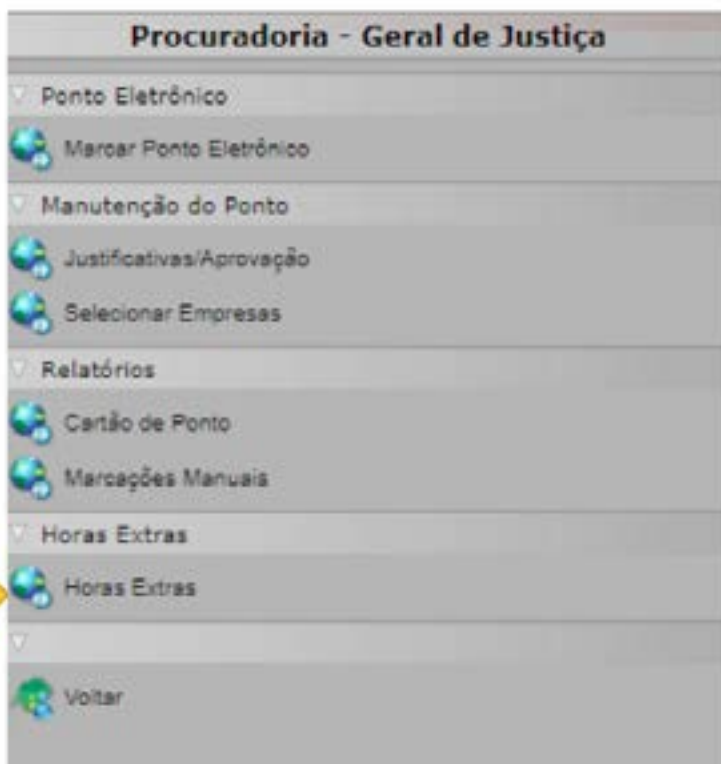 Procuradoria - Geral de Justiça
Ponto Eletrônico
Marcar Ponto Eletrônico
Manutenção do Ponto
Justificativas/Aprovação
Selecionar Empresas
Relatórios
Cartão de Ponto
Marcações Manuais
Horas Extras
Horas Extras
Voltar